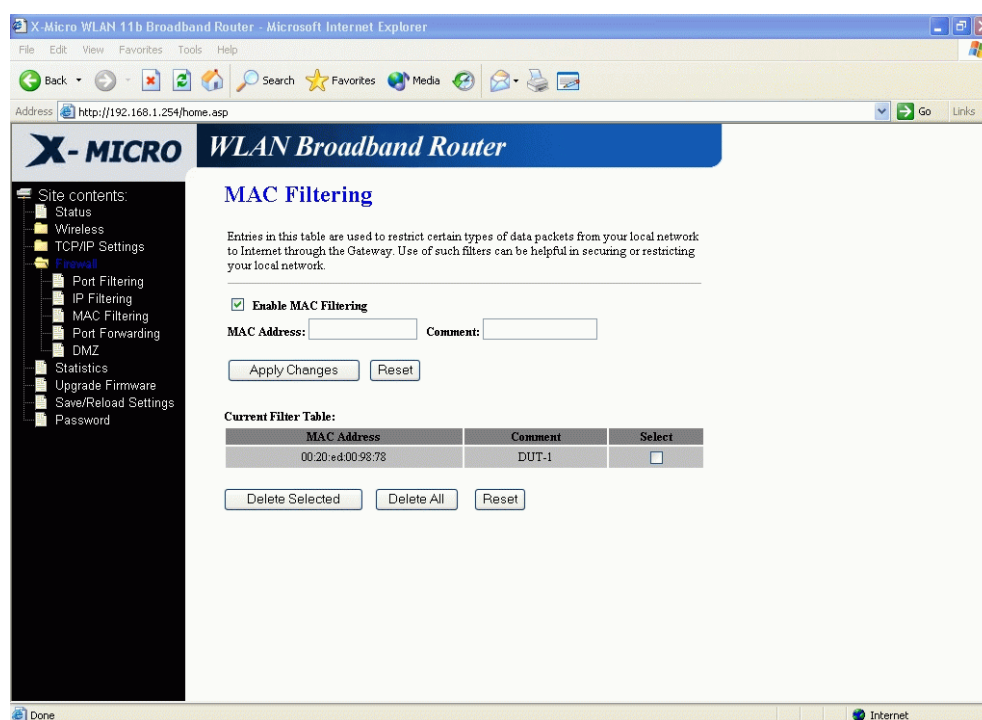 X-Micro WLAN 11b Broadband Router - Microsoft Internet Explorer
File Edit View Favorites Tools Help
Back Search Favorites Media
Address http://192.168.1.254/home.asp Go Links
X-MICRO WLAN Broadband Router
Site contents:
Status
Wireless
TCP/IP Settings
Firewall
Port Filtering
IP Filtering
MAC Filtering
Port Forwarding
DMZ
Statistics
Upgrade Firmware
Save/Reload Settings
Password
MAC Filtering
Entries in this table are used to restrict certain types of data packets from your local network
to Internet through the Gateway. Use of such filters can be helpful in securing or restricting
your local network.
Enable MAC Filtering
MAC Address: Comment:
Apply Changes Reset
Current Filter Table:
MAC Address Comment Select
00:20:ed:00:98:78 DUT-1
Delete Selected Delete All Reset
Done Internet